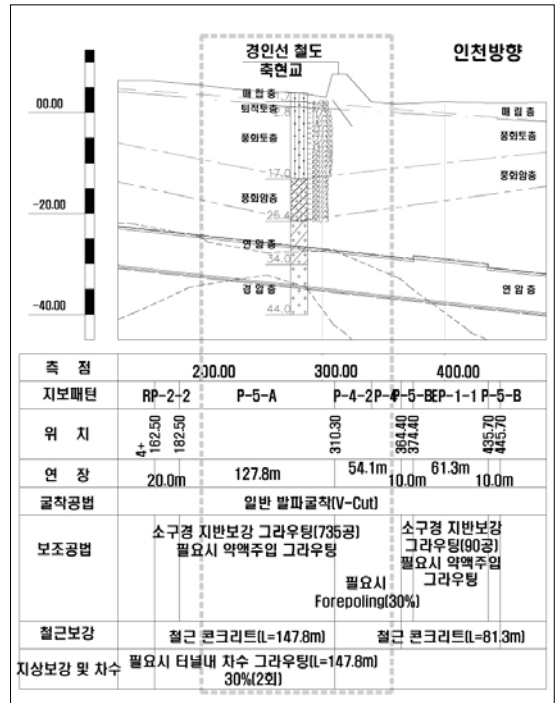 경인선 철도
축현교
인천방향
00.00
-20.00
-40.00
매 립 층
2.8
퇴적토층
풍화토층
17.0
풍화암층
26.4
연 암 층
34.0
경 암 층
44.0
매 립 층
풍화토층
풍화암층
연 암 층
측 점 200.00 300.00 400.00
지보패턴 RP-2-2 P-5-A P-4-2 P-5-B EP-1-1 P-5-B
위 치 4+ 162.50 182.50 310.30 364.40 374.40 435.70 445.70
연 장 20.0m 127.8m 54.1m 10.0m 61.3m 10.0m
굴착공법 일반 발파굴착(V-Cut)
보조공법
소구경 지반보강 그라우팅(735공)
필요시 약액주입 그라우팅
필요시
Forepoling(30%)
소구경 지반보강
그라우팅(90공)
필요시 약액주입
그라우팅
철근보강 철근 콘크리트(L=147.8m) 철근 콘크리트(L=81.3m)
지상보강 및 차수 필요시 터널내 차수 그라우팅(L=147.8m)
30%(2회)